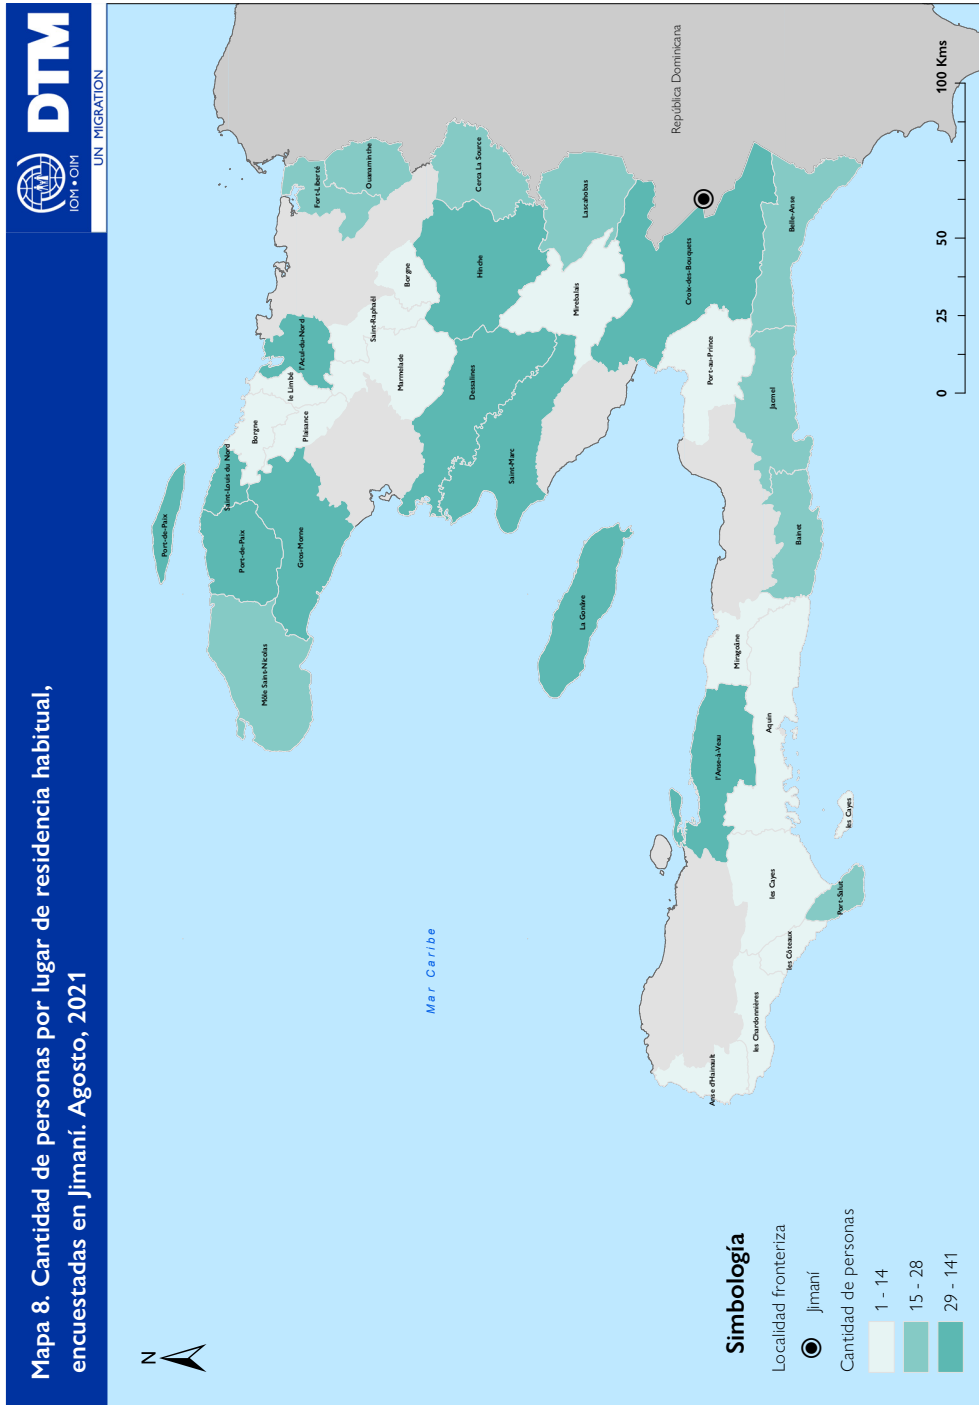 Mapa 8. Cantidad de personas por lugar de residencia habitual,
encuestadas en Jimaní. Agosto, 2021
IOM • OIM
DTM
UN MIGRATION
N
Port-de-Paix
Saint-Louis du Nord
Port-de-Paix
Môle Saint-Nicolas
Gros-Morne
Borgne
le Limbé
Plaisance
l'Acul-du-Nord
Fort-Liberté
Ouanaminthe
Saint-Raphaël
Borgne
Marmelade
Cerca La Source
Hinche
Dessalines
Saint-Marc
Lascahobas
Mirebalais
La Gonâve
Mar Caribe
República Dominicana
Croix-des-Bouquets
Port-au-Prince
Belle-Anse
Jacmel
Bainet
Miragoâne
l'Anse-à-Veau
Aquin
les Cayes
les Cayes
Port-Salut
les Côteaux
les Chardonnières
Anse d'Hainault
Simbología
Localidad fronteriza
Jimaní
Cantidad de personas
1 - 14
15 - 28
29 - 141
0 25 50 100 Kms